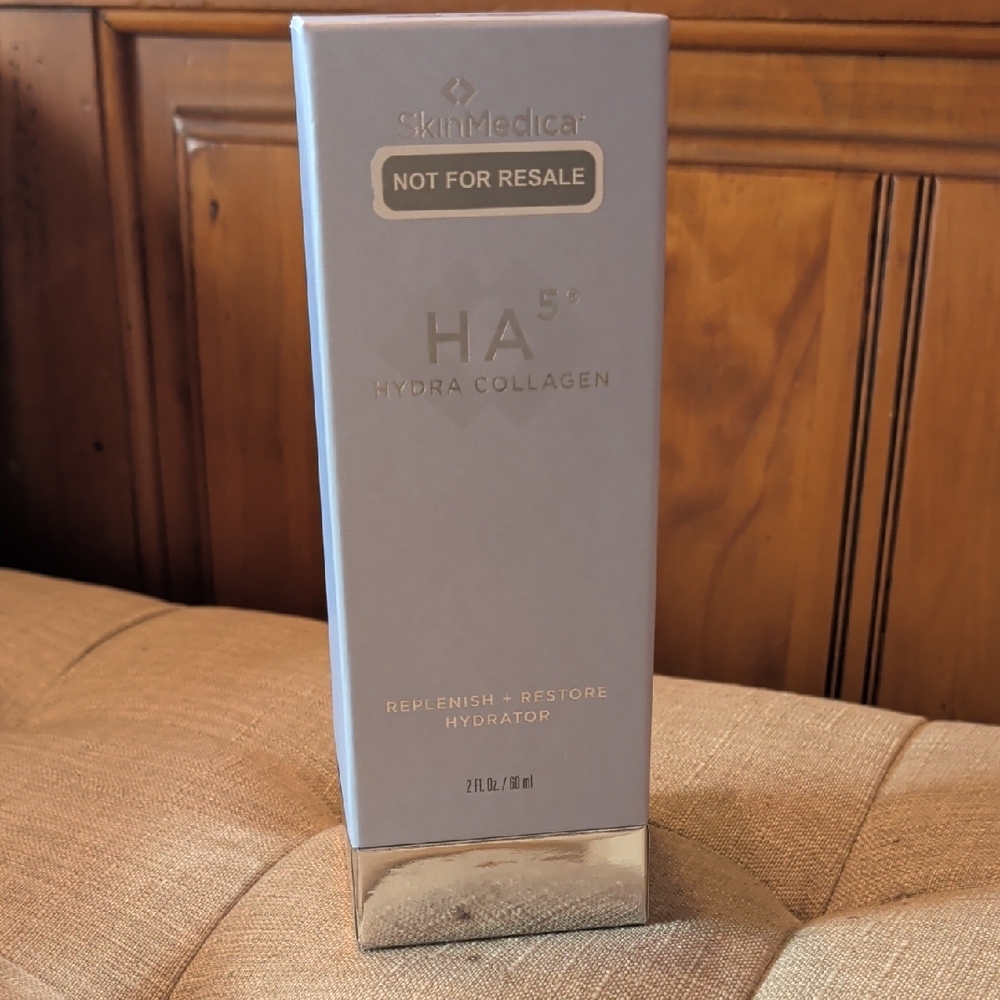 SkinMedica
NOT FOR RESALE
HA5®
HYDRA COLLAGEN
REPLENISH + RESTORE
HYDRATOR
2 Fl. Oz. / 60 ml